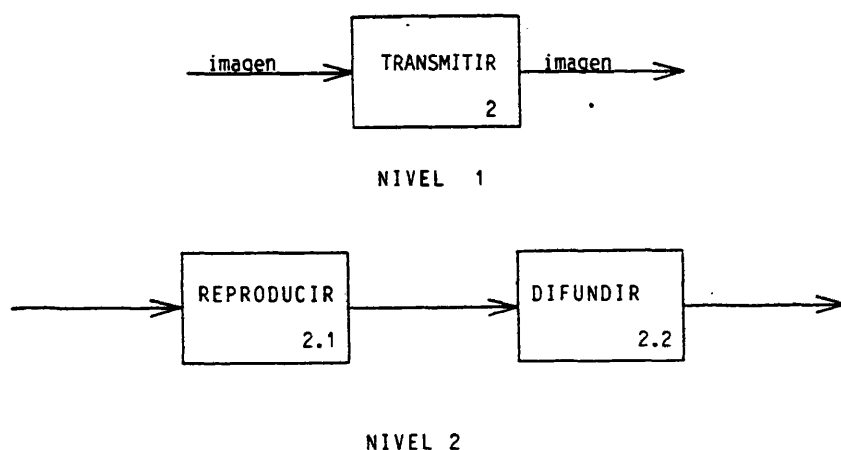 imagen TRANSMITIR imagen
2
NIVEL 1
REPRODUCIR DIFUNDIR
2.1 2.2
NIVEL 2